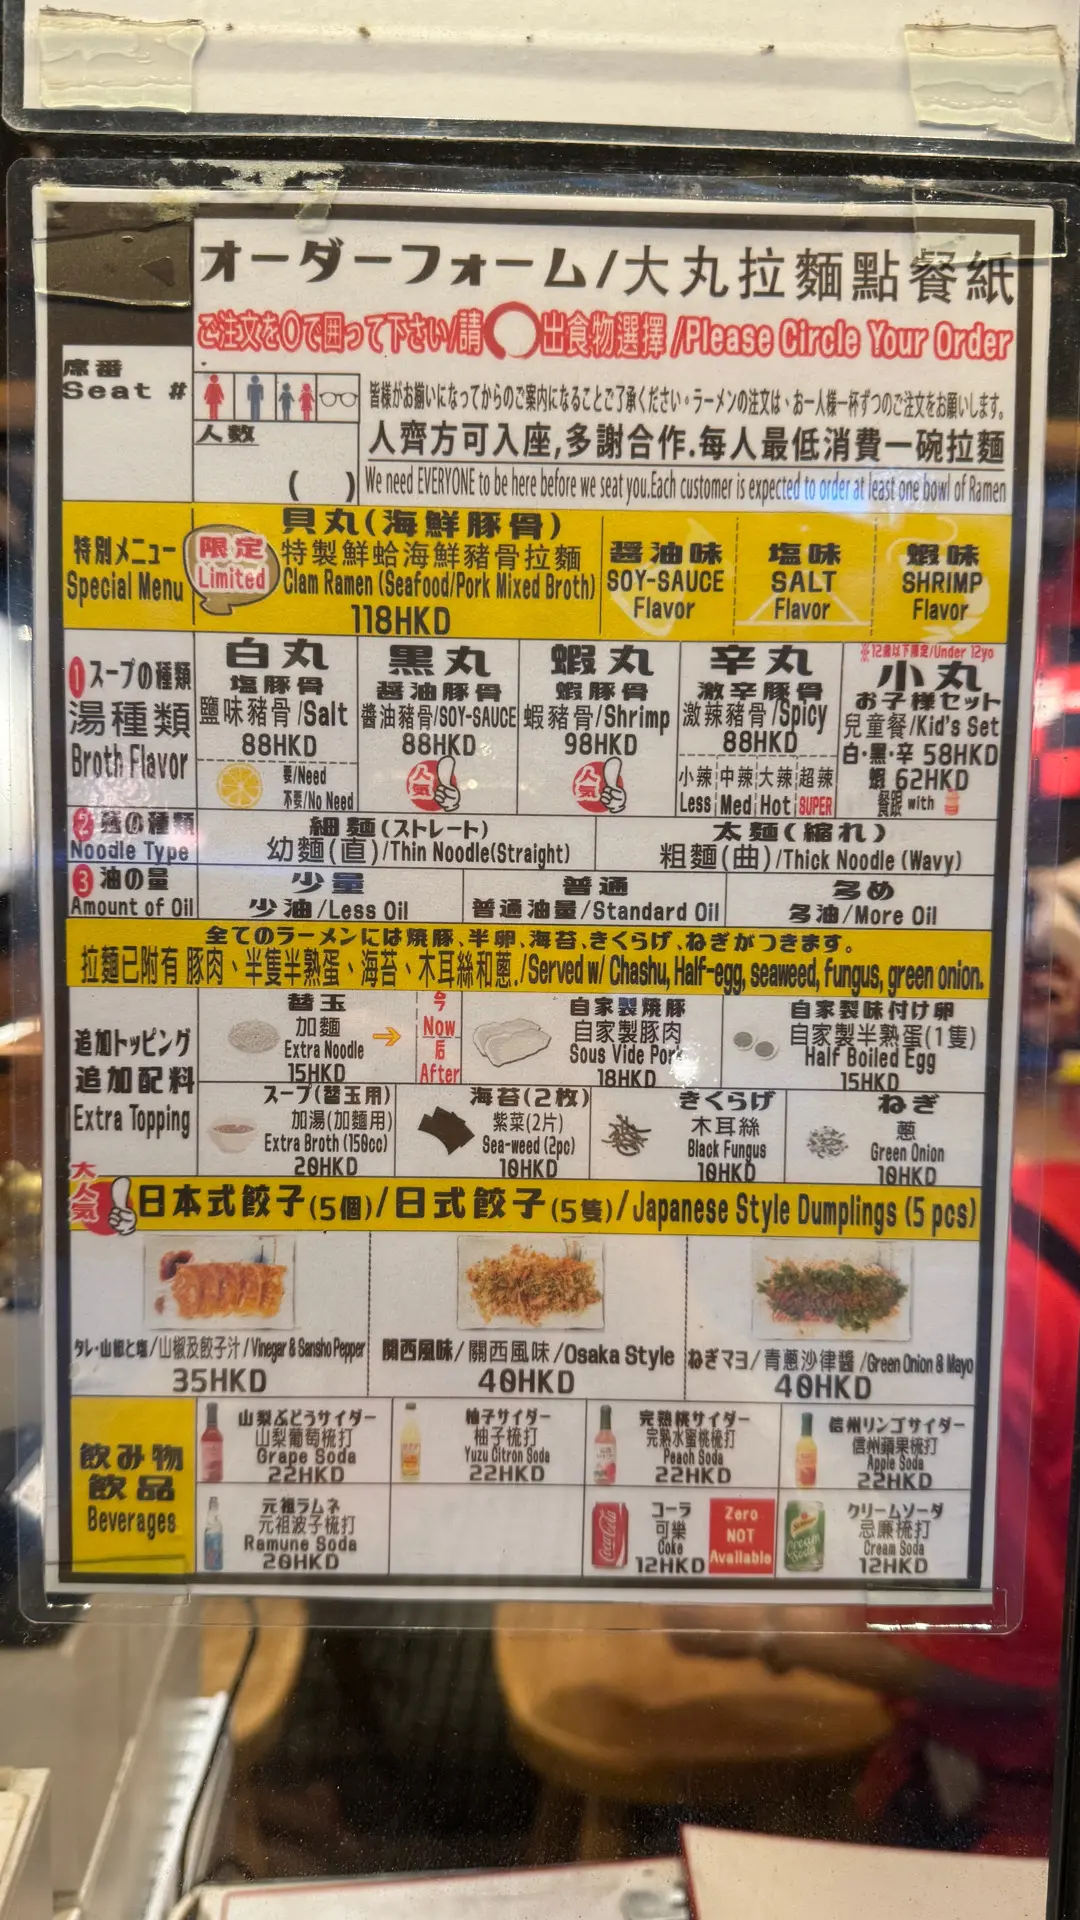 オーダーフォーム/大丸拉麵點餐紙
ご注文を〇で囲って下さい/請〇出食物選擇/Please Circle Your Order
席番
Seat #
人数
( )
皆様がお揃いになってからのご案内になることご了承ください。ラーメンの注文は、お一人様一杯ずつのご注文をお願いします。
人齊方可入座,多謝合作.每人最低消費一碗拉麵
We need EVERYONE to be here before we seat you.Each customer is expected to order at least one bowl of Ramen
特別メニュー
Special Menu
限定
Limited
貝丸(海鮮豚骨)
特製鮮蛤海鮮豬骨拉麵
Clam Ramen (Seafood/Pork Mixed Broth)
118HKD
醤油味
SOY-SAUCE
Flavor
塩味
SALT
Flavor
蝦味
SHRIMP
Flavor
1 スープの種類
湯種類
Broth Flavor
白丸
塩豚骨
鹽味豬骨/Salt
88HKD
要/Need
不要/No Need
黒丸
醤油豚骨
醬油豬骨/SOY-SAUCE
88HKD
人気
蝦丸
蝦豚骨
蝦豬骨/Shrimp
98HKD
人気
辛丸
激辛豚骨
激辣豬骨/Spicy
88HKD
小辣 中辣 大辣 超辣
Less Med Hot SUPER
※12歳以下限定/Under 12yo
小丸
お子様セット
兒童餐/Kid's Set
白·黒·辛 58HKD
蝦 62HKD
餐跟 with
2 麺の種類
Noodle Type
細麺(ストレート)
幼麵(直)/Thin Noodle(Straight)
太麺(縮れ)
粗麵(曲)/Thick Noodle (Wavy)
3 油の量
Amount of Oil
少量
少油/Less Oil
普通
普通油量/Standard Oil
多め
多油/More Oil
全てのラーメンには焼豚、半卵、海苔、きくらげ、ねぎがつきます。
拉麵已附有 豚肉、半隻半熟蛋、海苔、木耳絲和蔥./Served w/ Chashu, Half-egg, seaweed, fungus, green onion.
追加トッピング
追加配料
Extra Topping
替玉
加麵
Extra Noodle
15HKD
今
Now
后
After
自家製焼豚
自家製豚肉
Sous Vide Pork
18HKD
自家製味付け卵
自家製半熟蛋(1隻)
Half Boiled Egg
15HKD
スープ(替玉用)
加湯(加麵用)
Extra Broth (150cc)
20HKD
海苔(2枚)
紫菜(2片)
Sea-weed (2pc)
10HKD
きくらげ
木耳絲
Black Fungus
10HKD
ねぎ
蔥
Green Onion
10HKD
大人気
日本式餃子(5個)/日式餃子(5隻)/Japanese Style Dumplings (5 pcs)
タレ·山椒と塩/山椒及餃子汁/Vinegar & Sansho Pepper
35HKD
関西風味/關西風味/Osaka Style
40HKD
ねぎマヨ/青蔥沙律醬/Green Onion & Mayo
40HKD
飲み物
飲品
Beverages
山梨ぶどうサイダー
山梨葡萄梳打
Grape Soda
22HKD
柚子サイダー
柚子梳打
Yuzu Citron Soda
22HKD
完熟桃サイダー
完熟水蜜桃梳打
Peach Soda
22HKD
信州リンゴサイダー
信州蘋果梳打
Apple Soda
22HKD
元祖ラムネ
元祖波子梳打
Ramune Soda
20HKD
Coca-Cola
コーラ
可樂
Coke
12HKD
Zero
NOT
Available
Cream Soda
クリームソーダ
忌廉梳打
Cream Soda
12HKD